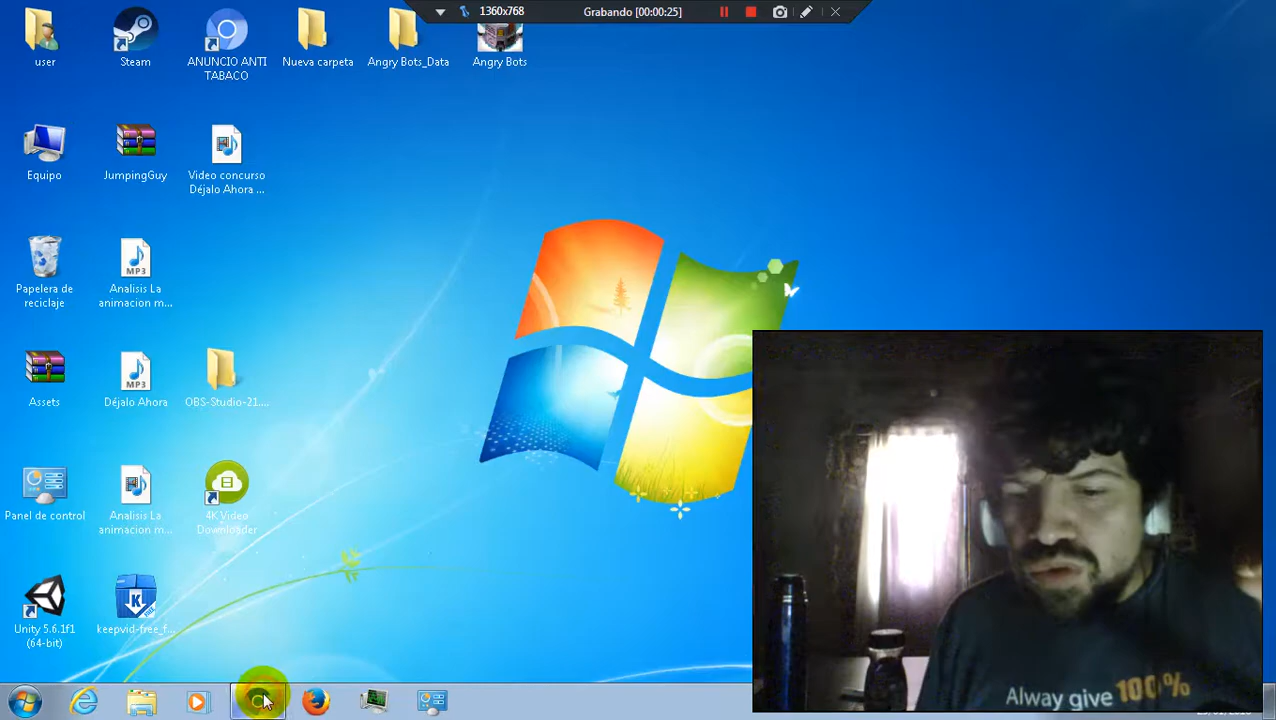 1360x768
Grabando [00:00:25]
user
Steam
ANUNCIO ANTI
TABACO
Nueva carpeta
Angry Bots_Data
Angry Bots
Equipo
JumpingGuy
Video concurso
Déjalo Ahora ...
Papelera de
reciclaje
MP3
Analisis La
animacion m...
Assets
MP3
Déjalo Ahora
OBS-Studio-21....
Panel de control
Analisis La
animacion m...
4K Video
Downloader
Unity 5.6.1f1
(64-bit)
keepvid-free_f...
Alway give 100%